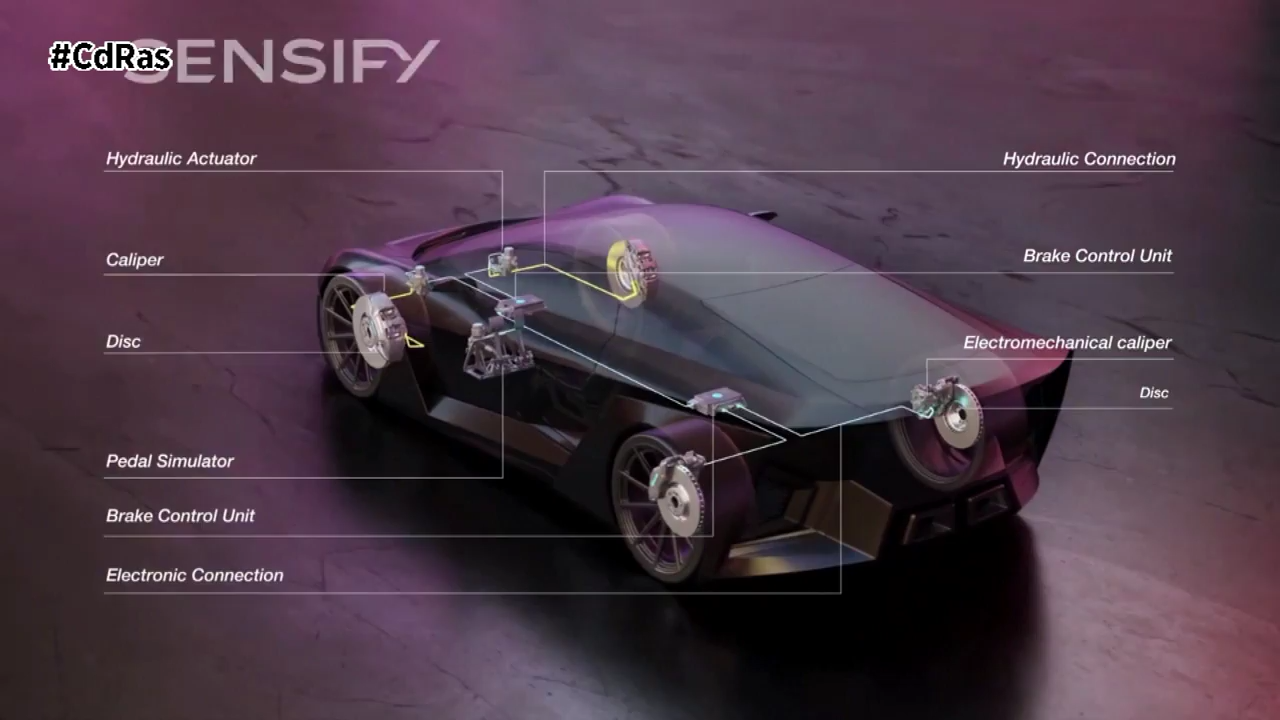 #CdRas
SENSIFY
Hydraulic Actuator
Hydraulic Connection
Caliper
Brake Control Unit
Disc
Electromechanical caliper
Disc
Pedal Simulator
Brake Control Unit
Electronic Connection